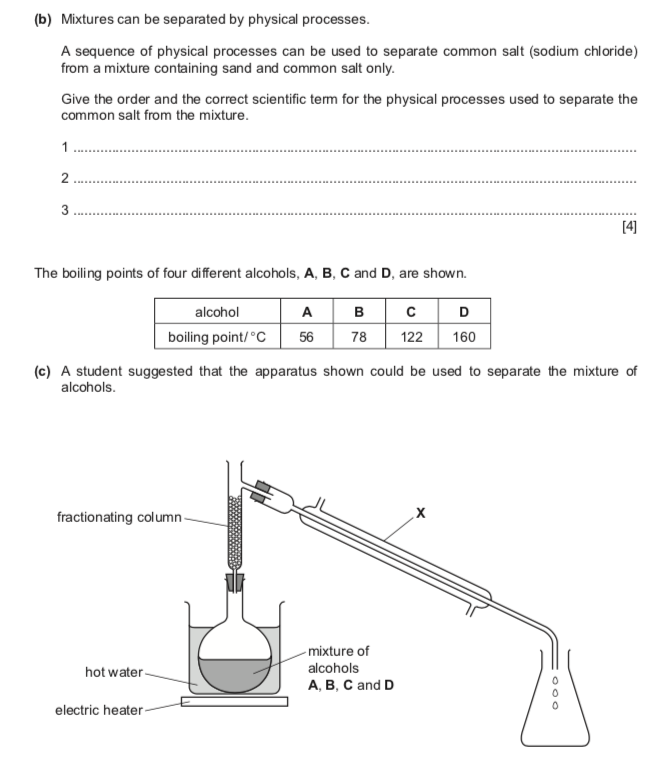 (b) Mixtures can be separated by physical processes.
A sequence of physical processes can be used to separate common salt (sodium chloride)
from a mixture containing sand and common salt only.
Give the order and the correct scientific term for the physical processes used to separate the
common salt from the mixture.
1
2
3
[4]
The boiling points of four different alcohols, A, B, C and D, are shown.
alcohol A B C D
boiling point/°C 56 78 122 160
(c) A student suggested that the apparatus shown could be used to separate the mixture of
alcohols.
fractionating column
X
hot water
mixture of
alcohols
A, B, C and D
electric heater